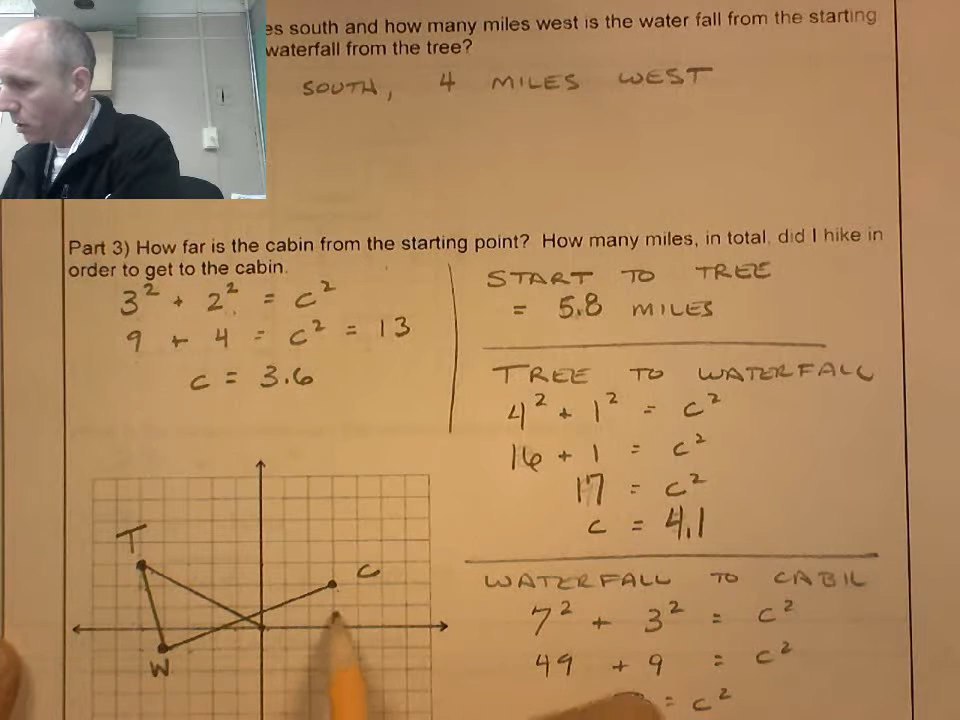 es south and how many miles west is the water fall from the starting
waterfall from the tree?
SOUTH, 4 MILES WEST
Part 3) How far is the cabin from the starting point? How many miles, in total, did I hike in
order to get to the cabin.
3² + 2² = c²
9 + 4 = c² = 13
c = 3.6
START TO TREE
= 5.8 MILES
TREE TO WATERFALL
4² + 1² = c²
16 + 1 = c²
17 = c²
c = 4.1
WATERFALL TO CABIL
7² + 3² = c²
49 + 9 = c²
= c²
T
C
W